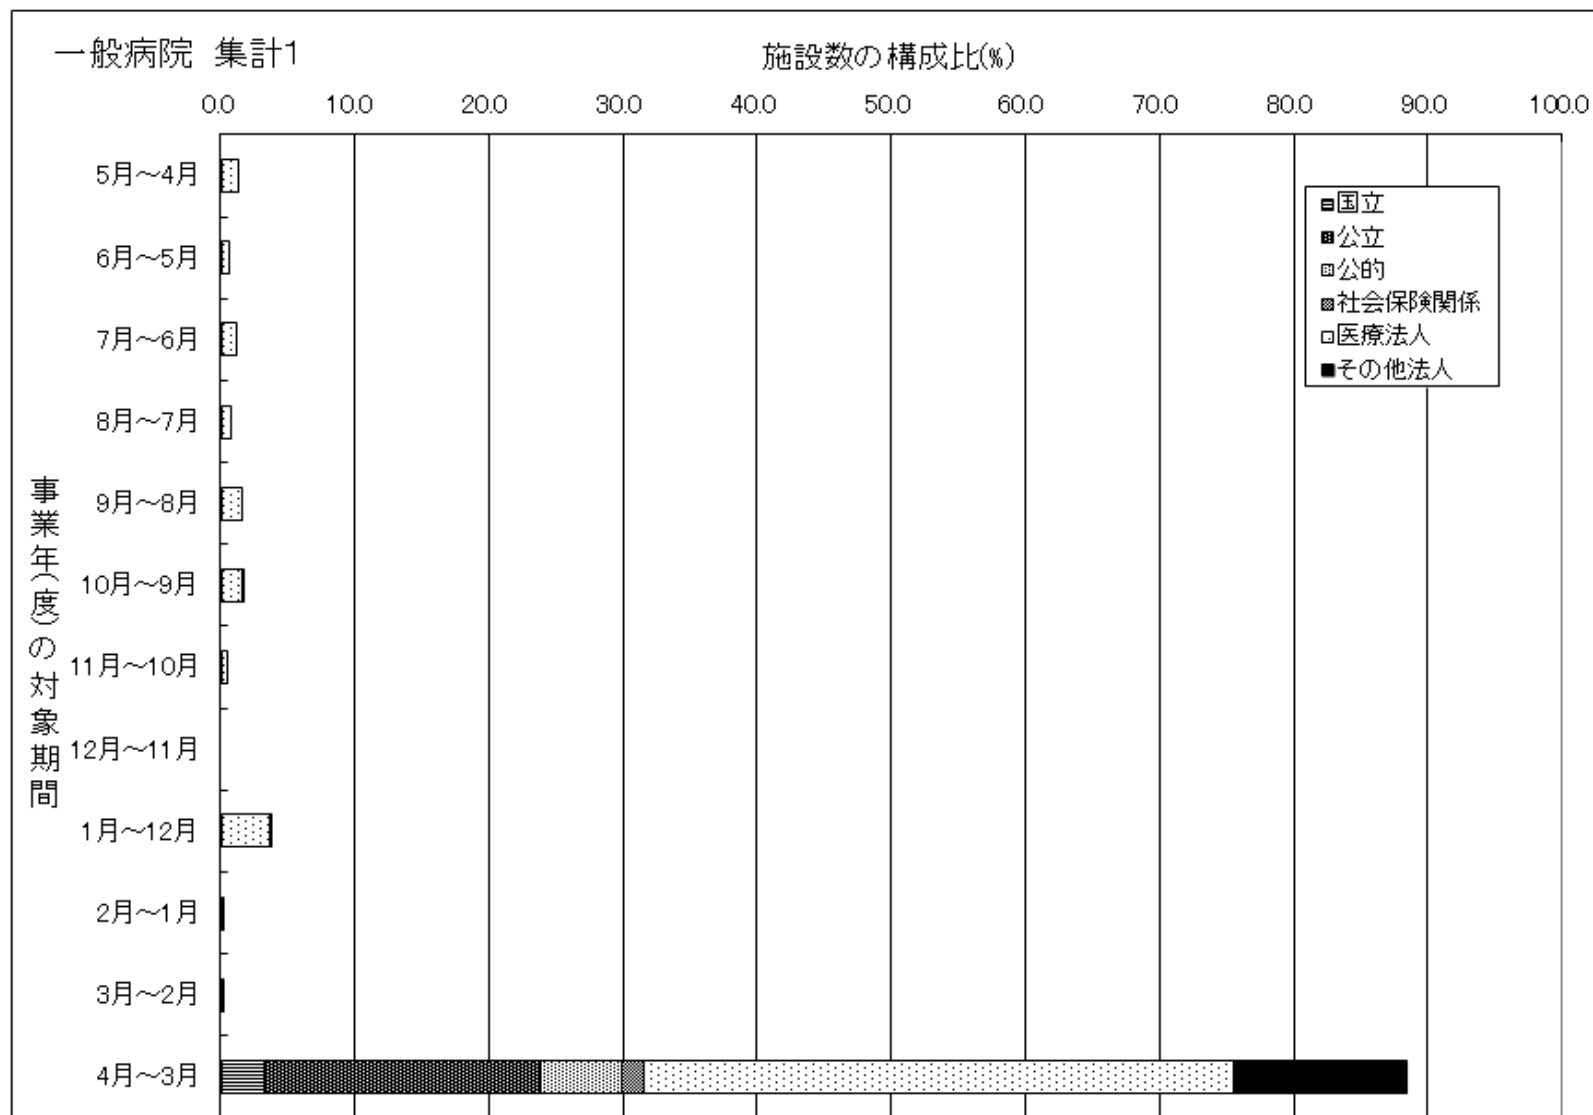 一般病院 集計1
施設数の構成比(%)
0.0 10.0 20.0 30.0 40.0 50.0 60.0 70.0 80.0 90.0 100.0
5月～4月
6月～5月
7月～6月
8月～7月
9月～8月
10月～9月
11月～10月
12月～11月
1月～12月
2月～1月
3月～2月
4月～3月
事業年(度)の対象期間
国立
公立
公的
社会保険関係
医療法人
その他法人